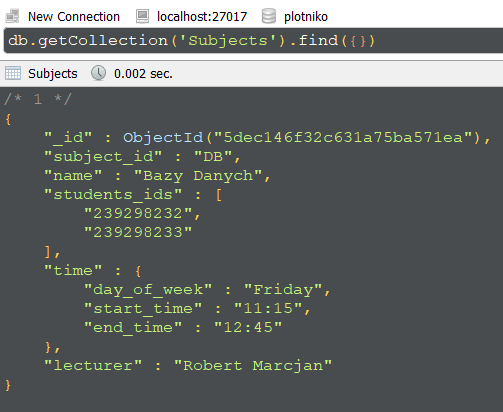 New Connection localhost:27017 plotniko
db.getCollection('Subjects').find({})
Subjects 0.002 sec.
/* 1 */
{
    "_id" : ObjectId("5dec146f32c631a75ba571ea"),
    "subject_id" : "DB",
    "name" : "Bazy Danych",
    "students_ids" : [
        "239298232",
        "239298233"
    ],
    "time" : {
        "day_of_week" : "Friday",
        "start_time" : "11:15",
        "end_time" : "12:45"
    },
    "lecturer" : "Robert Marcjan"
}